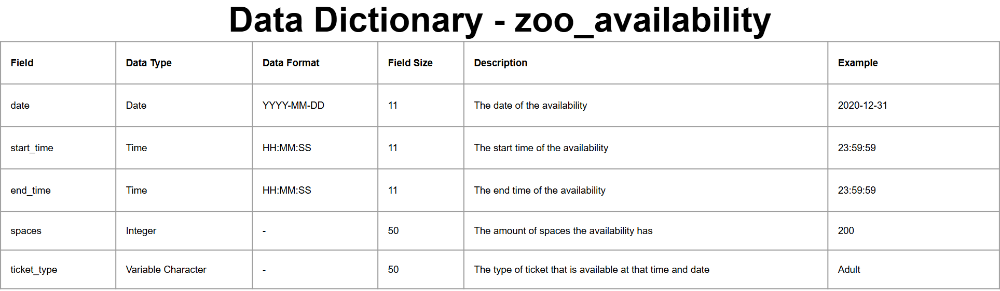 Data Dictionary - zoo_availability
Field Data Type Data Format Field Size Description Example
date Date YYYY-MM-DD 11 The date of the availability 2020-12-31
start_time Time HH:MM:SS 11 The start time of the availability 23:59:59
end_time Time HH:MM:SS 11 The end time of the availability 23:59:59
spaces Integer - 50 The amount of spaces the availability has 200
ticket_type Variable Character - 50 The type of ticket that is available at that time and date Adult